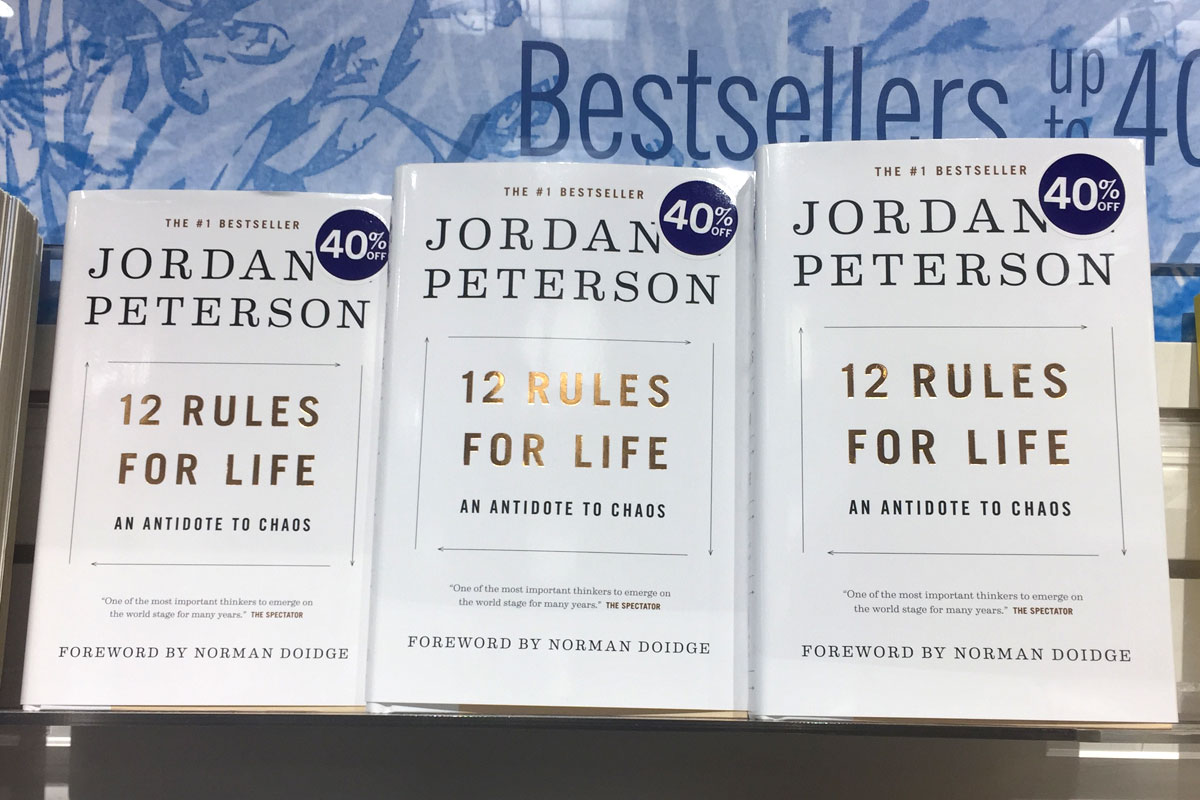 Bestsellers up
to 40
THE #1 BESTSELLER
JORDAN
PETERSON
40%
OFF
12 RULES
FOR LIFE
AN ANTIDOTE TO CHAOS
“One of the most important thinkers to emerge on
the world stage for many years.” THE SPECTATOR
FOREWORD BY NORMAN DOIDGE
THE #1 BESTSELLER
JORDAN
PETERSON
40%
OFF
12 RULES
FOR LIFE
AN ANTIDOTE TO CHAOS
“One of the most important thinkers to emerge on
the world stage for many years.” THE SPECTATOR
FOREWORD BY NORMAN DOIDGE
THE #1 BESTSELLER
JORDAN
PETERSON
40%
OFF
12 RULES
FOR LIFE
AN ANTIDOTE TO CHAOS
“One of the most important thinkers to emerge on
the world stage for many years.” THE SPECTATOR
FOREWORD BY NORMAN DOIDGE